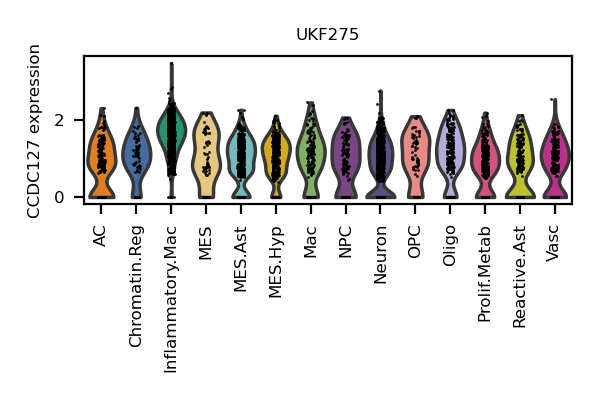 UKF275
CCDC127 expression
2
0
AC
Chromatin.Reg
Inflammatory.Mac
MES
MES.Ast
MES.Hyp
Mac
NPC
Neuron
OPC
Oligo
Prolif.Metab
Reactive.Ast
Vasc